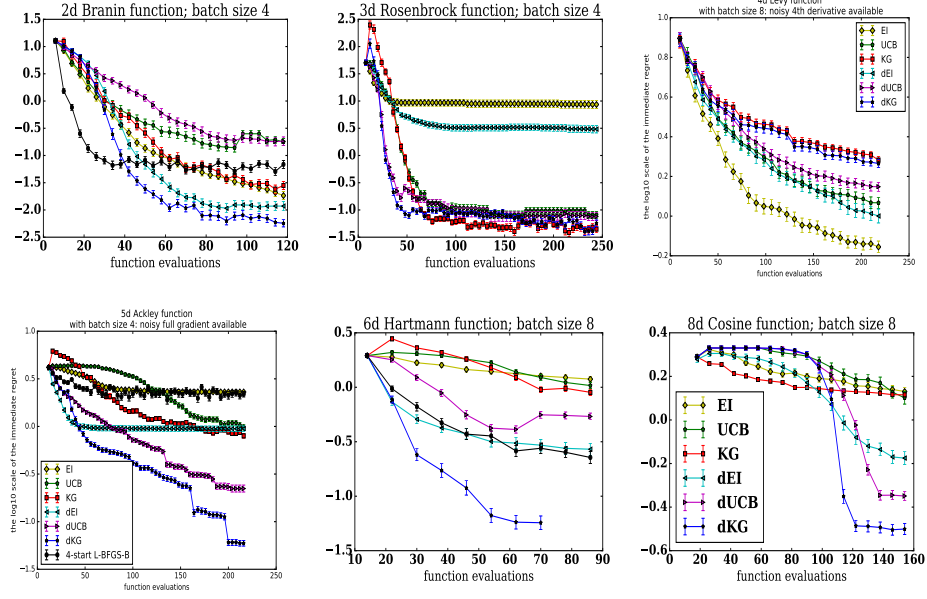 2d Branin function; batch size 4
1.5
1.0
0.5
0.0
−0.5
−1.0
−1.5
−2.0
−2.5
0 20 40 60 80 100 120
function evaluations
3d Rosenbrock function; batch size 4
2.5
2.0
1.5
1.0
0.5
0.0
−0.5
−1.0
−1.5
0 50 100 150 200 250
function evaluations
4d Levy function
with batch size 8: noisy 4th derivative available
the log10 scale of the immediate regret
1.0
0.8
0.6
0.4
0.2
0.0
−0.2
0 50 100 150 200 250
function evaluations
EI
UCB
KG
dEI
dUCB
dKG
5d Ackley function
with batch size 4: noisy full gradient available
the log10 scale of the immediate regret
1.0
0.5
0.0
−0.5
−1.0
−1.5
0 50 100 150 200 250
function evaluations
EI
UCB
KG
dEI
dUCB
dKG
4-start L-BFGS-B
6d Hartmann function; batch size 8
0.5
0.0
−0.5
−1.0
−1.5
10 20 30 40 50 60 70 80 90
function evaluations
8d Cosine function; batch size 8
0.4
0.2
0.0
−0.2
−0.4
−0.6
0 20 40 60 80 100 120 140 160
function evaluations
EI
UCB
KG
dEI
dUCB
dKG